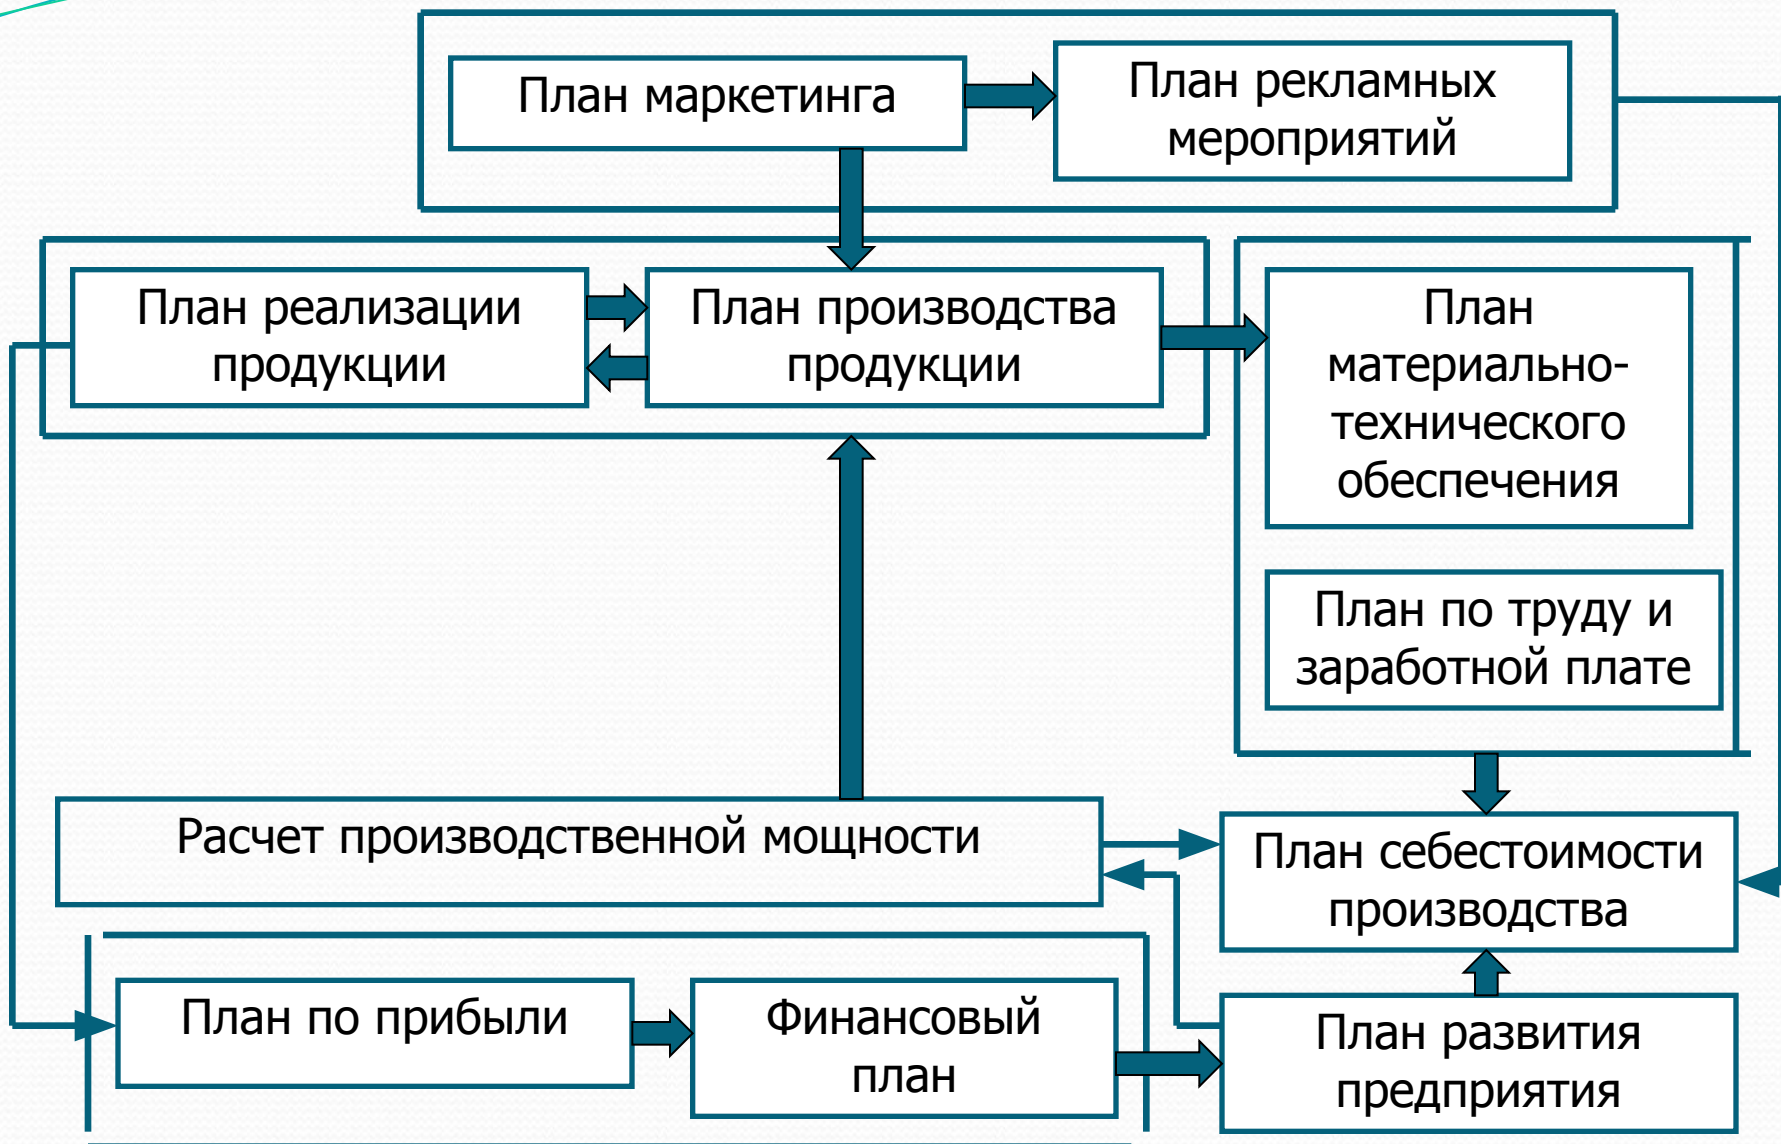 План маркетинга
План рекламных
мероприятий
План реализации
продукции
План производства
продукции
План
материально-
технического
обеспечения
План по труду и
заработной плате
Расчет производственной мощности
План себестоимости
производства
План по прибыли
Финансовый
план
План развития
предприятия